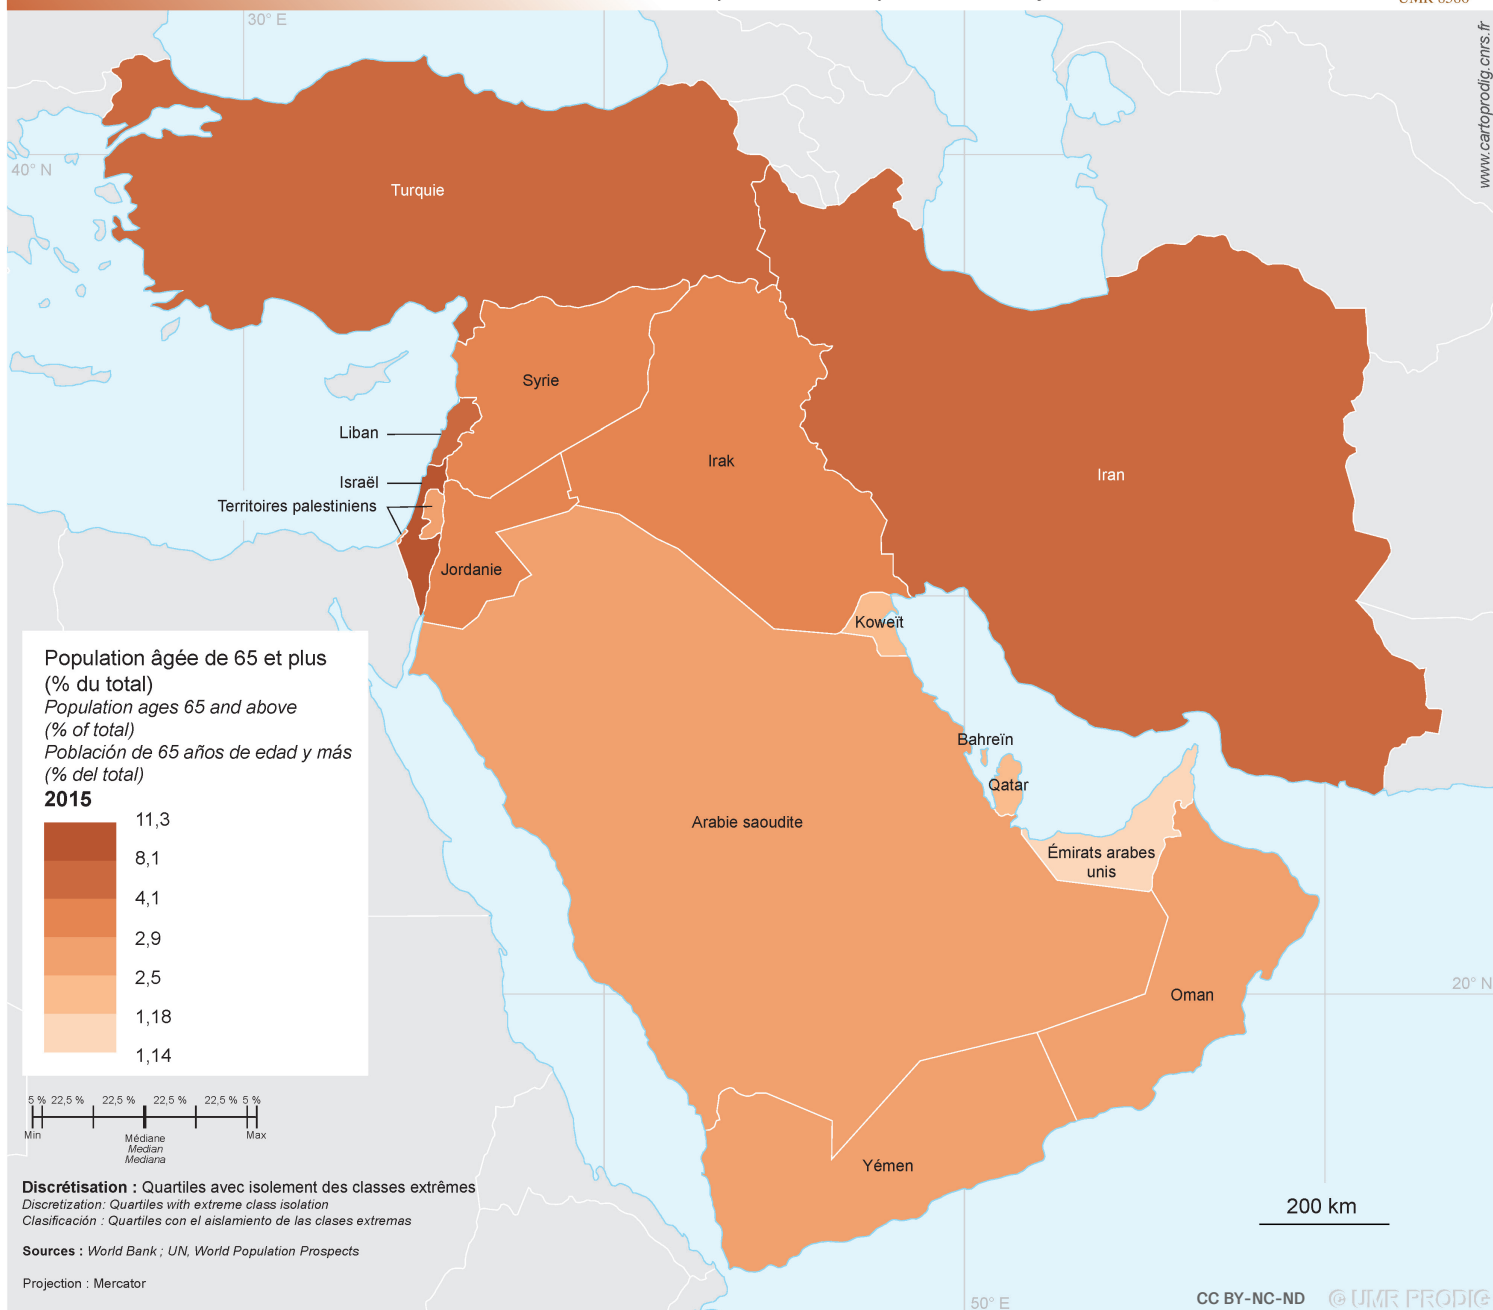 30° E
www.cartoprodig.cnrs.fr
40° N
Turquie
Syrie
Liban
Irak
Iran
Israël
Territoires palestiniens
Jordanie
Koweït
Population âgée de 65 et plus
(% du total)
Population ages 65 and above
(% of total)
Población de 65 años de edad y más
(% del total)
2015
11,3
8,1
4,1
2,9
2,5
1,18
1,14
Bahreïn
Qatar
Arabie saoudite
Émirats arabes
unis
Oman
20° N
Yémen
5 % 22,5 % 22,5 % 22,5 % 22,5 % 5 %
Min
Max
Médiane
Median
Mediana
Discrétisation : Quartiles avec isolement des classes extrêmes
Discretization: Quartiles with extreme class isolation
Clasificación : Quartiles con el aislamiento de las clases extremas
Sources : World Bank ; UN, World Population Prospects
Projection : Mercator
200 km
50° E
CC BY-NC-ND © UMR PRODIG